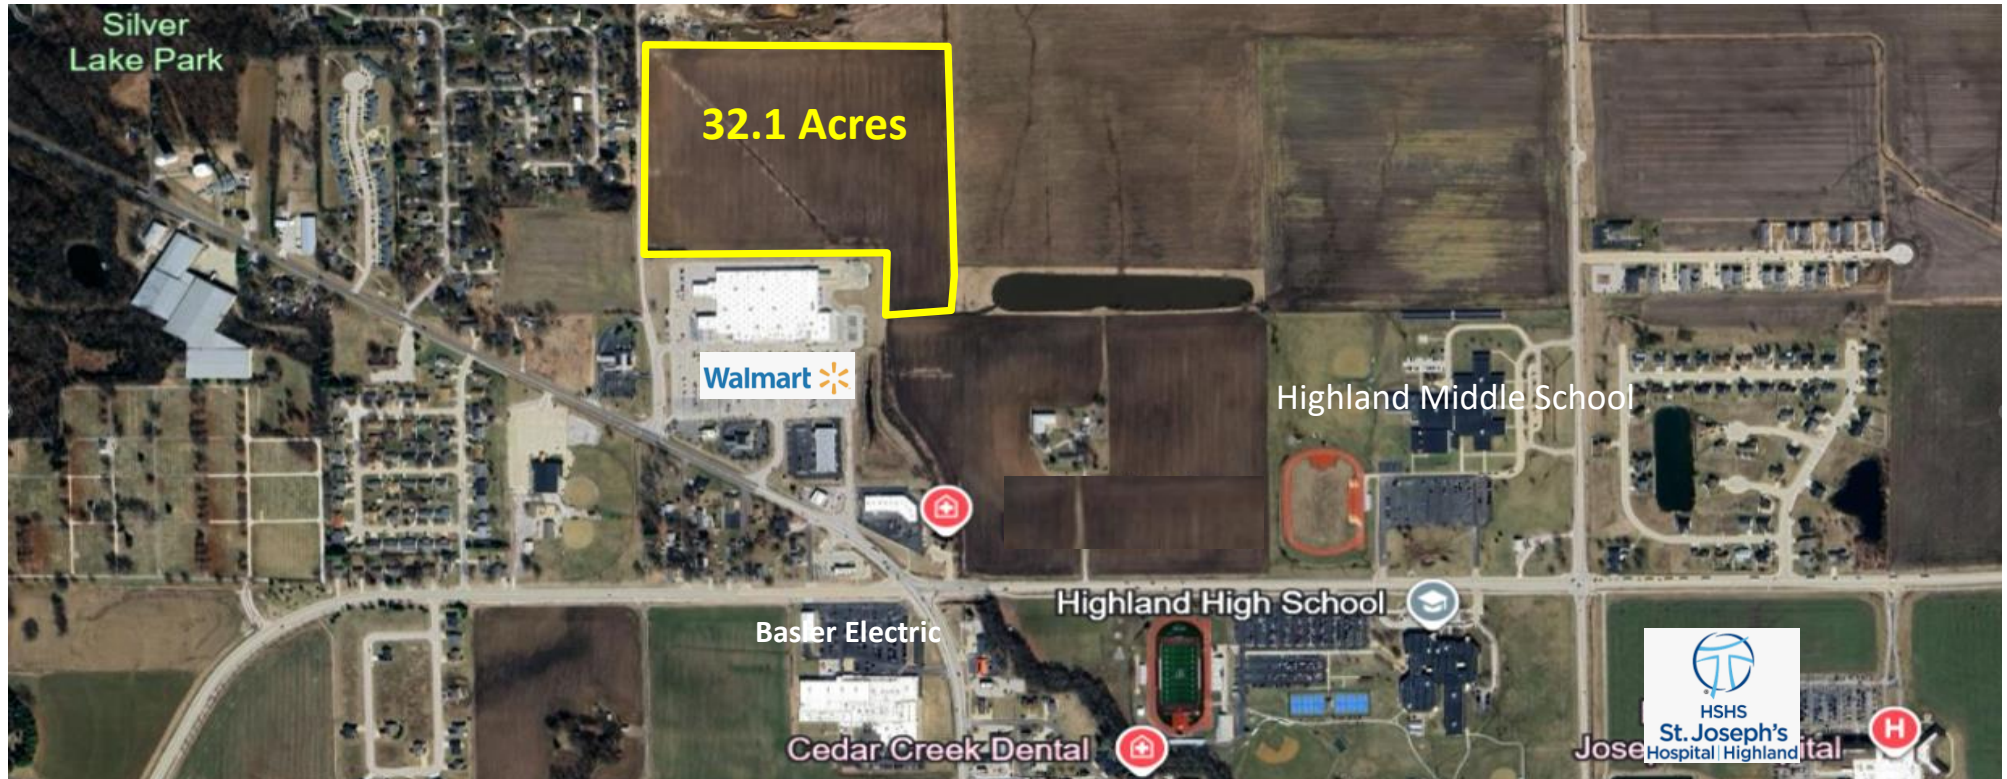 Silver
Lake Park
32.1 Acres
Walmart
Highland Middle School
Highland High School
Basler Electric
HSHS
St. Joseph's
Hospital | Highland
Cedar Creek Dental
H